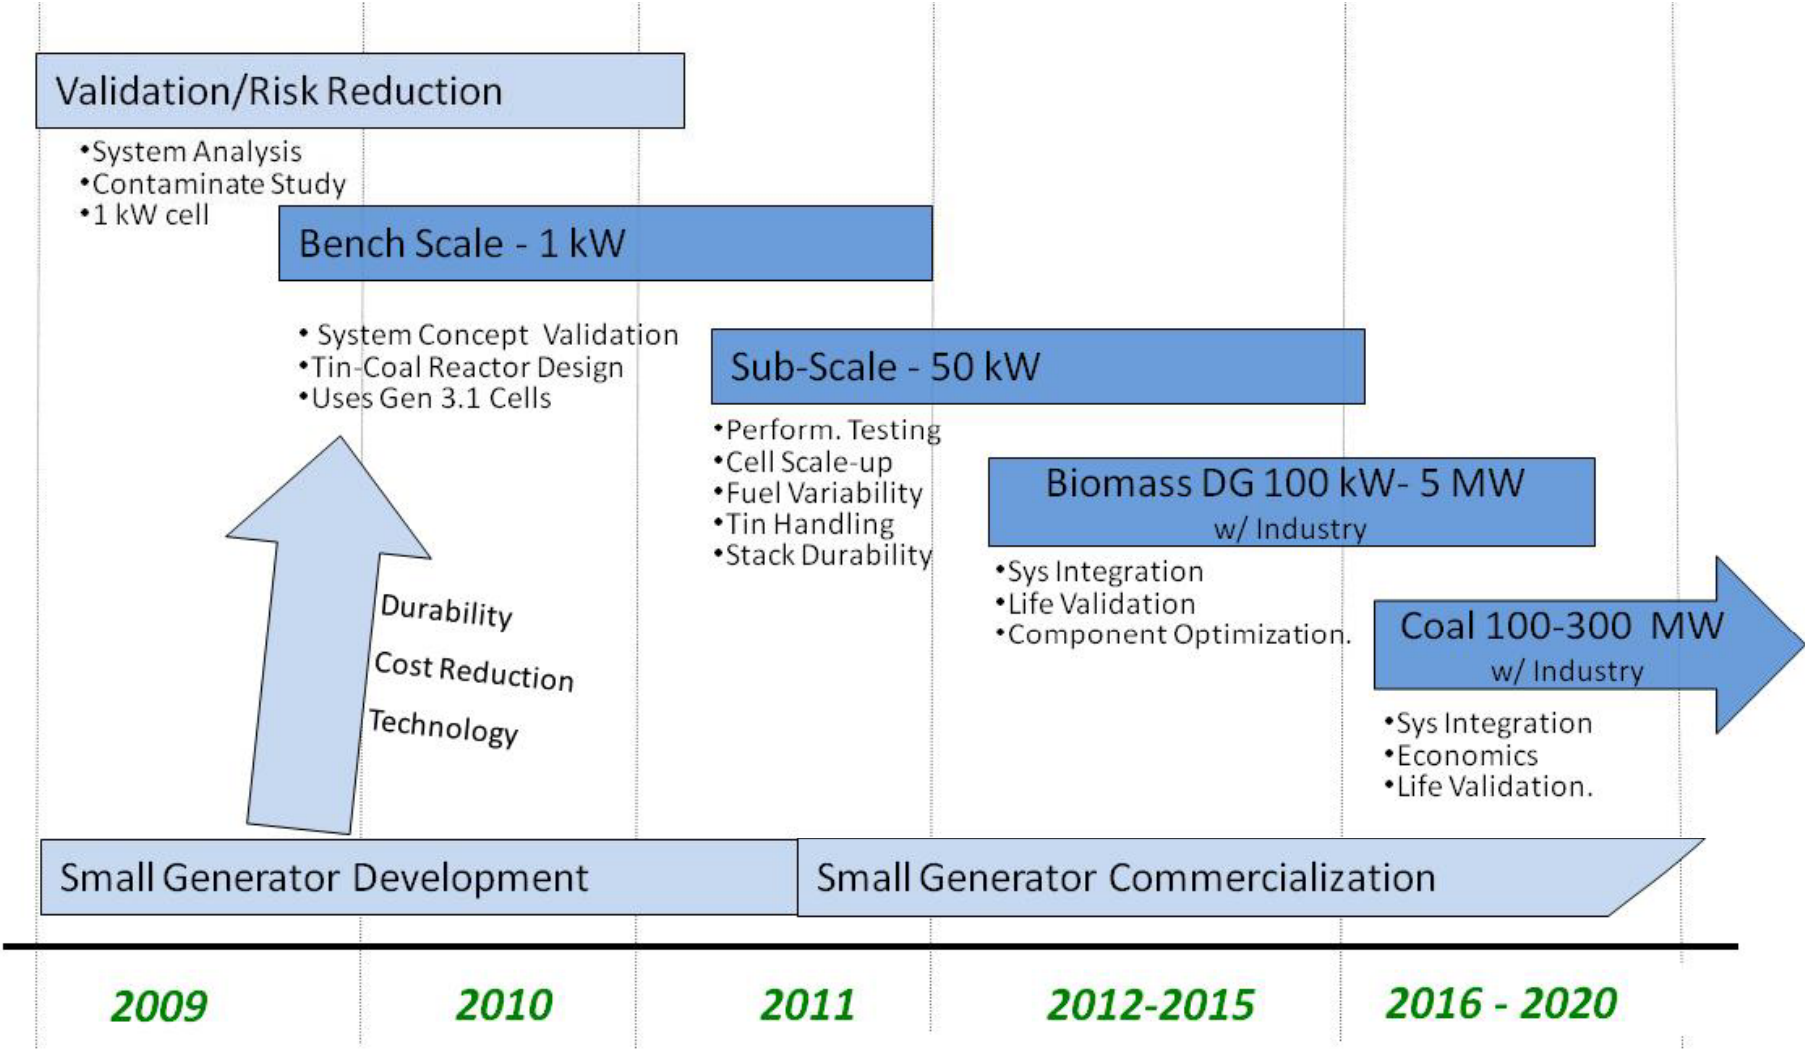 Validation/Risk Reduction
•System Analysis
•Contaminate Study
•1 kW cell
Bench Scale - 1 kW
• System Concept Validation
•Tin-Coal Reactor Design
•Uses Gen 3.1 Cells
Sub-Scale - 50 kW
•Perform. Testing
•Cell Scale-up
•Fuel Variability
•Tin Handling
•Stack Durability
Biomass DG 100 kW- 5 MW
w/ Industry
•Sys Integration
•Life Validation
•Component Optimization.
Coal 100-300 MW
w/ Industry
•Sys Integration
•Economics
•Life Validation.
Durability
Cost Reduction
Technology
Small Generator Development
Small Generator Commercialization
2009
2010
2011
2012-2015
2016 - 2020